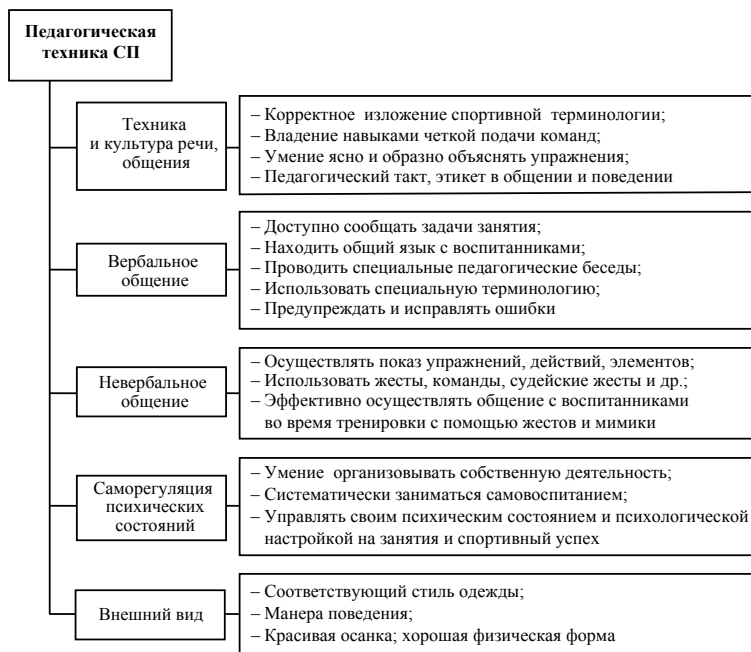 Педагогическая
техника СП
Техника
и культура речи,
общения
– Корректное изложение спортивной терминологии;
– Владение навыками четкой подачи команд;
– Умение ясно и образно объяснять упражнения;
– Педагогический такт, этикет в общении и поведении
Вербальное
общение
– Доступно сообщать задачи занятия;
– Находить общий язык с воспитанниками;
– Проводить специальные педагогические беседы;
– Использовать специальную терминологию;
– Предупреждать и исправлять ошибки
Невербальное
общение
– Осуществлять показ упражнений, действий, элементов;
– Использовать жесты, команды, судейские жесты и др.;
– Эффективно осуществлять общение с воспитанниками
во время тренировки с помощью жестов и мимики
Саморегуляция
психических
состояний
– Умение организовывать собственную деятельность;
– Систематически заниматься самовоспитанием;
– Управлять своим психическим состоянием и психологической
настройкой на занятия и спортивный успех
Внешний вид
– Соответствующий стиль одежды;
– Манера поведения;
– Красивая осанка; хорошая физическая форма